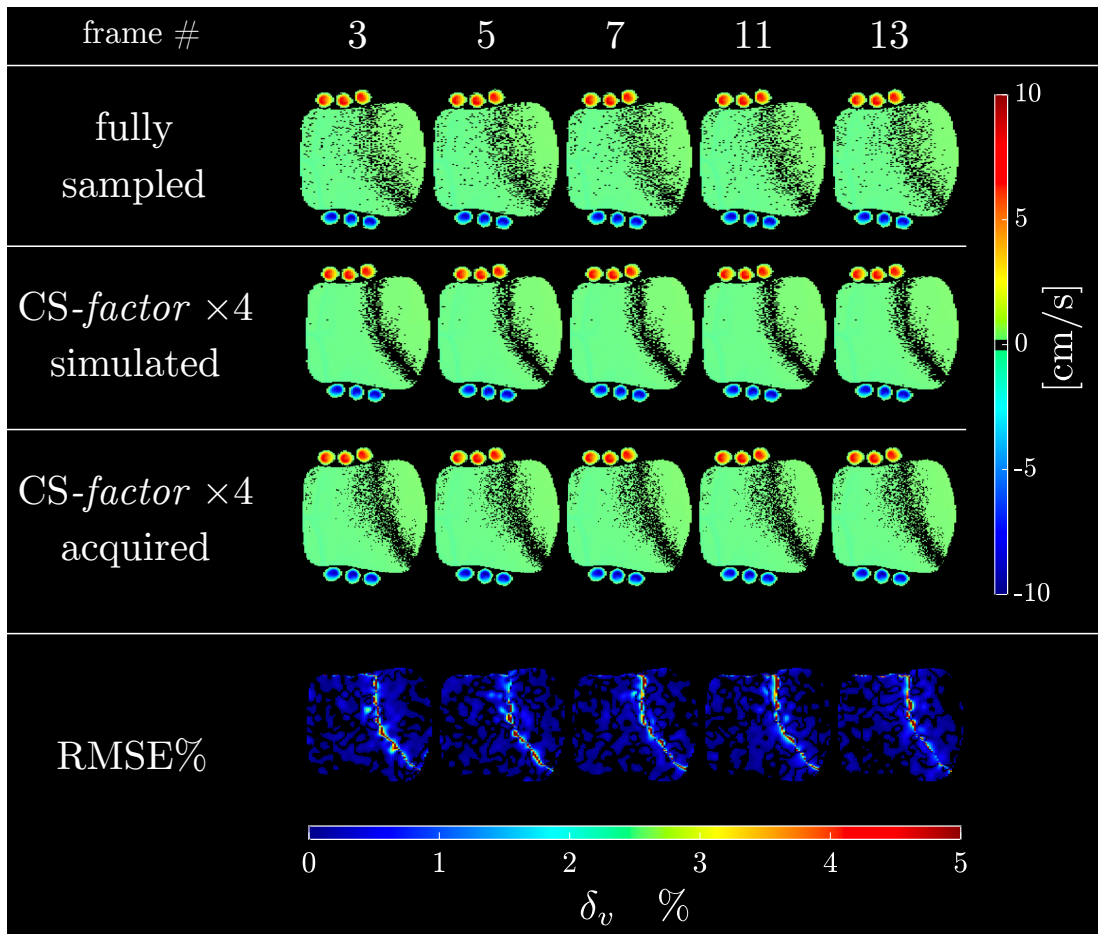 frame # 3 5 7 11 13
fully
sampled
CS-factor ×4
simulated
CS-factor ×4
acquired
10
5
0
-5
-10
[cm/s]
RMSE%
0 1 2 3 4 5
δv %